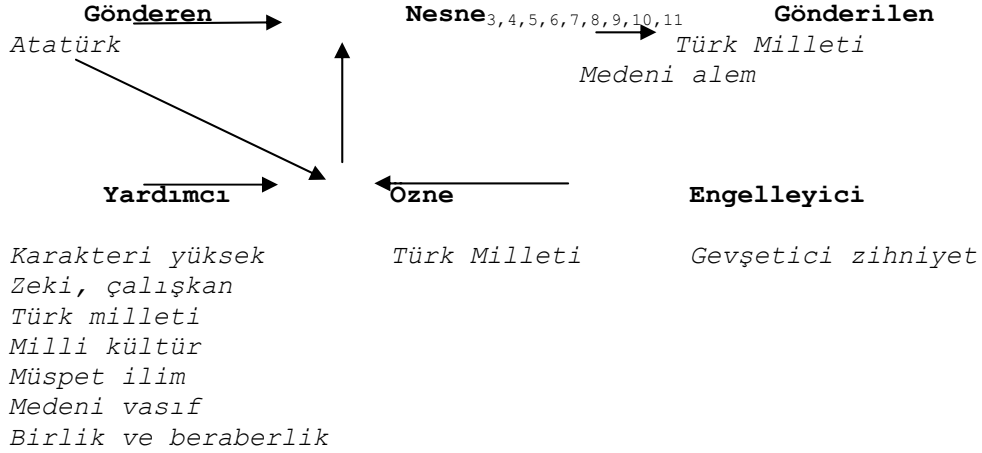 Gönderen Nesne3,4,5,6,7,8,9,10,11 Gönderilen
Atatürk Türk Milleti
Medeni alem
Yardımcı Özne Engelleyici
Karakteri yüksek Türk Milleti Gevşetici zihniyet
Zeki, çalışkan
Türk milleti
Milli kültür
Müspet ilim
Medeni vasıf
Birlik ve beraberlik